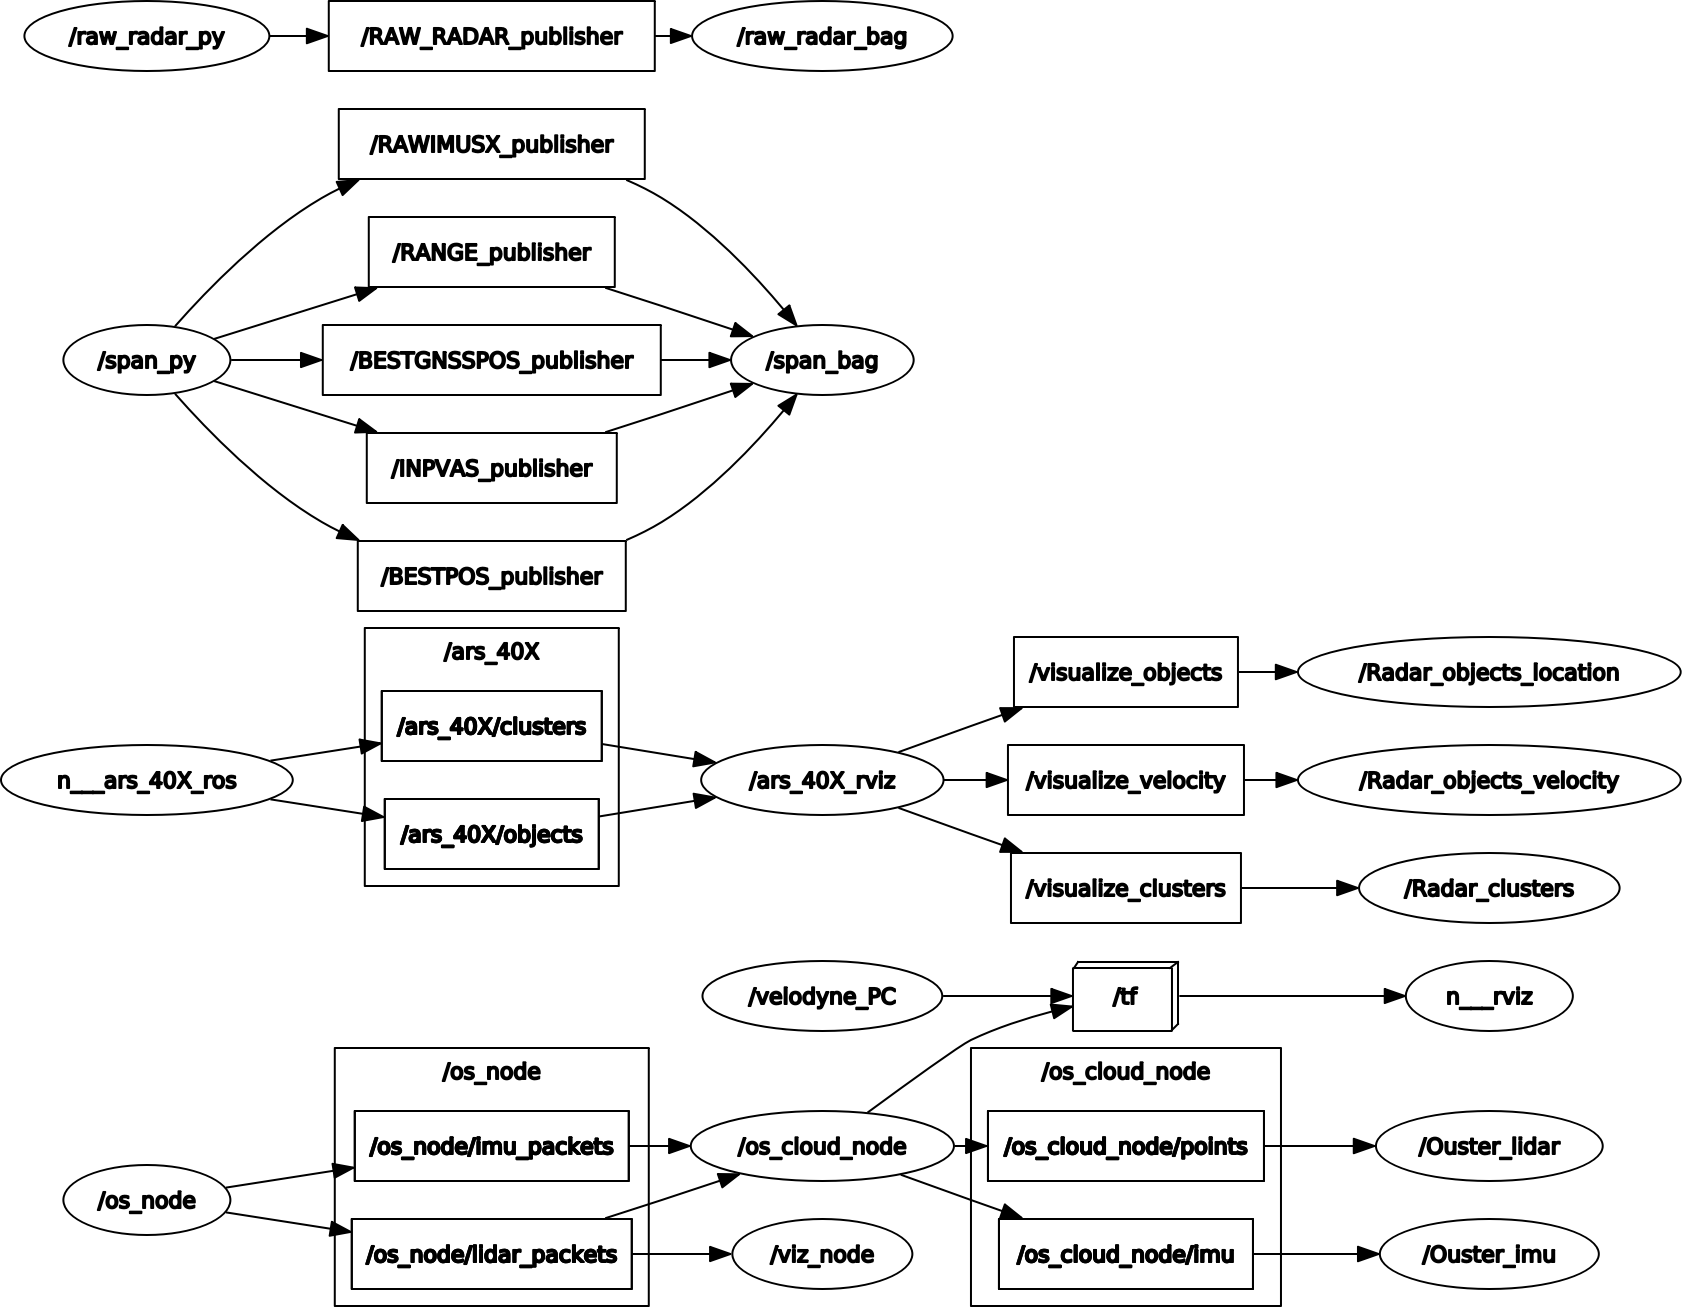 /raw_radar_py
/RAW_RADAR_publisher
/raw_radar_bag
/RAWIMUSX_publisher
/RANGE_publisher
/span_py
/BESTGNSSPOS_publisher
/span_bag
/INPVAS_publisher
/BESTPOS_publisher
/ars_40X
/ars_40X/clusters
n___ars_40X_ros
/ars_40X/objects
/ars_40X_rviz
/visualize_objects
/Radar_objects_location
/visualize_velocity
/Radar_objects_velocity
/visualize_clusters
/Radar_clusters
/velodyne_PC
/tf
n___rviz
/os_node
/os_node/imu_packets
/os_node
/os_node/lidar_packets
/os_cloud_node
/viz_node
/os_cloud_node
/os_cloud_node/points
/Ouster_lidar
/os_cloud_node/imu
/Ouster_imu